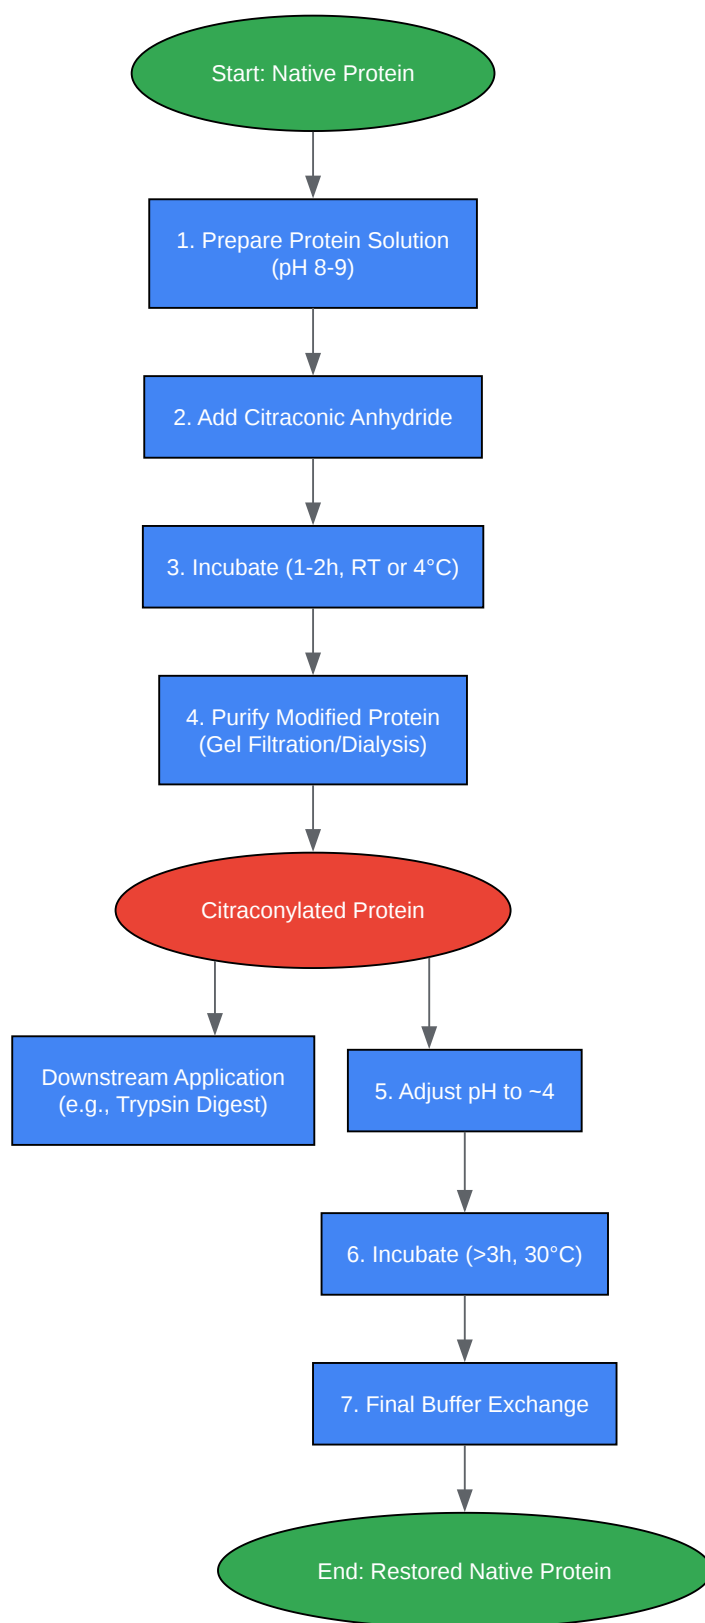 Start: Native Protein
1. Prepare Protein Solution
(pH 8-9)
2. Add Citraconic Anhydride
3. Incubate (1-2h, RT or 4°C)
4. Purify Modified Protein
(Gel Filtration/Dialysis)
Citraconylated Protein
Downstream Application
(e.g., Trypsin Digest)
5. Adjust pH to ~4
6. Incubate (>3h, 30°C)
7. Final Buffer Exchange
End: Restored Native Protein